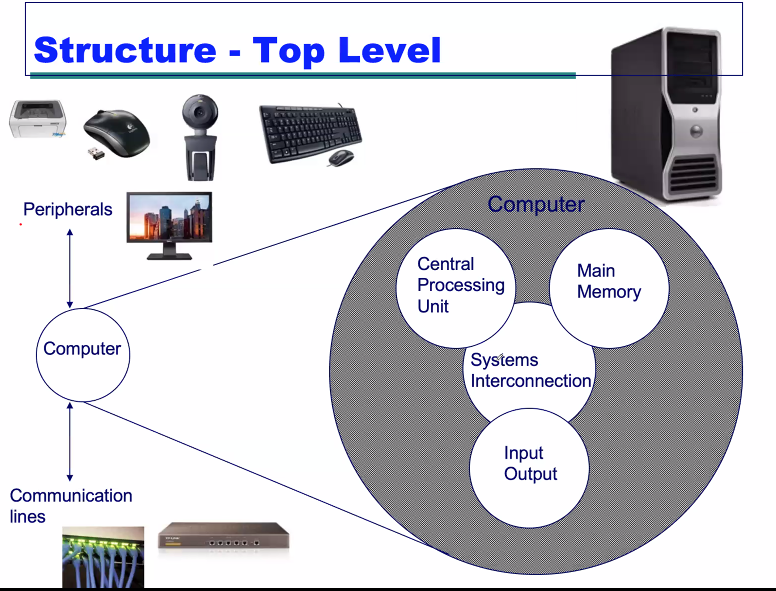 Structure - Top Level
Peripherals
Computer
Communication
lines
Computer
Central
Processing
Unit
Main
Memory
Systems
Interconnection
Input
Output